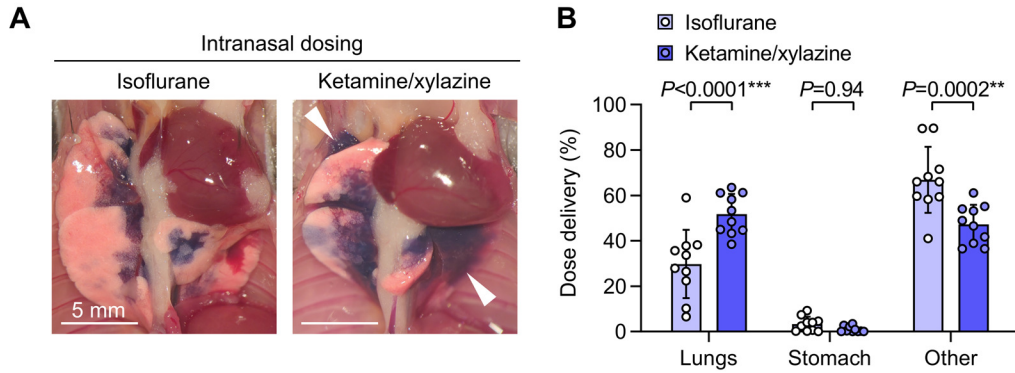 A
Intranasal dosing
Isoflurane
Ketamine/xylazine
5 mm
B
Isoflurane
Ketamine/xylazine
P<0.0001***
P=0.94
P=0.0002**
Dose delivery (%)
100
80
60
40
20
0
Lungs
Stomach
Other